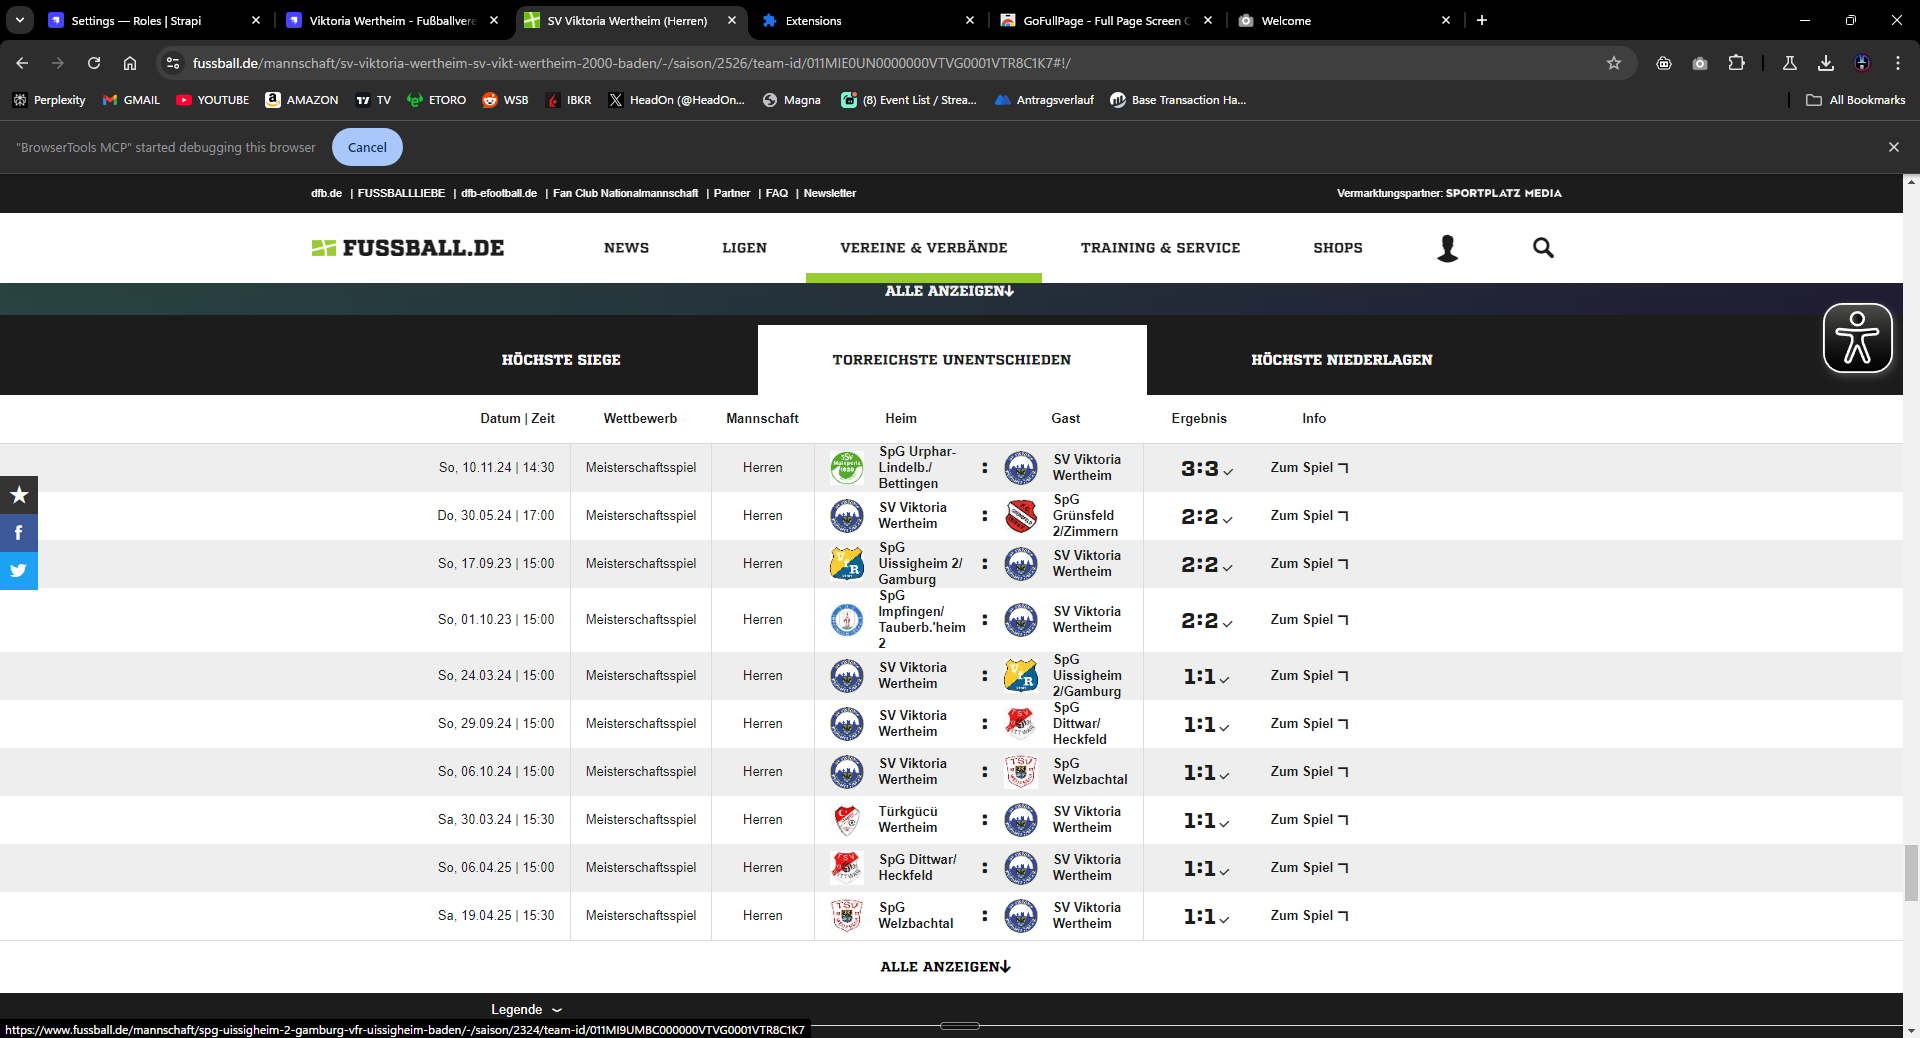 Settings — Roles | Strapi
Viktoria Wertheim - Fußballvere
SV Viktoria Wertheim (Herren)
Extensions
GoFullPage - Full Page Screen C
Welcome
fussball.de/mannschaft/sv-viktoria-wertheim-sv-vikt-wertheim-2000-baden/-/saison/2526/team-id/011MIE0UN0000000VTVG0001VTR8C1K7#!/
Perplexity
GMAIL
YOUTUBE
AMAZON
TV
ETORO
WSB
IBKR
HeadOn (@HeadOn...
Magna
(8) Event List / Strea...
Antragsverlauf
Base Transaction Ha...
All Bookmarks
"BrowserTools MCP" started debugging this browser
Cancel
dfb.de | FUSSBALLLIEBE | dfb-efootball.de | Fan Club Nationalmannschaft | Partner | FAQ | Newsletter
Vermarktungspartner: SPORTPLATZ MEDIA
FUSSBALL.DE
NEWS
LIGEN
VEREINE & VERBÄNDE
TRAINING & SERVICE
SHOPS
ALLE ANZEIGEN
HÖCHSTE SIEGE
TORREICHSTE UNENTSCHIEDEN
HÖCHSTE NIEDERLAGEN
Datum | Zeit Wettbewerb Mannschaft Heim Gast Ergebnis Info
So, 10.11.24 | 14:30 Meisterschaftsspiel Herren
SpG Urphar-
Lindelb./
Bettingen
:
SV Viktoria
Wertheim
3:3
Zum Spiel
Do, 30.05.24 | 17:00 Meisterschaftsspiel Herren
SV Viktoria
Wertheim
:
SpG
Grünsfeld
2/Zimmern
2:2
Zum Spiel
So, 17.09.23 | 15:00 Meisterschaftsspiel Herren
SpG
Uissigheim 2/
Gamburg
:
SV Viktoria
Wertheim
2:2
Zum Spiel
So, 01.10.23 | 15:00 Meisterschaftsspiel Herren
SpG
Impfingen/
Tauberb.'heim
2
:
SV Viktoria
Wertheim
2:2
Zum Spiel
So, 24.03.24 | 15:00 Meisterschaftsspiel Herren
SV Viktoria
Wertheim
:
SpG
Uissigheim
2/Gamburg
1:1
Zum Spiel
So, 29.09.24 | 15:00 Meisterschaftsspiel Herren
SV Viktoria
Wertheim
:
SpG
Dittwar/
Heckfeld
1:1
Zum Spiel
So, 06.10.24 | 15:00 Meisterschaftsspiel Herren
SV Viktoria
Wertheim
:
SpG
Welzbachtal
1:1
Zum Spiel
Sa, 30.03.24 | 15:30 Meisterschaftsspiel Herren
Türkgücü
Wertheim
:
SV Viktoria
Wertheim
1:1
Zum Spiel
So, 06.04.25 | 15:00 Meisterschaftsspiel Herren
SpG Dittwar/
Heckfeld
:
SV Viktoria
Wertheim
1:1
Zum Spiel
Sa, 19.04.25 | 15:30 Meisterschaftsspiel Herren
SpG
Welzbachtal
:
SV Viktoria
Wertheim
1:1
Zum Spiel
ALLE ANZEIGEN
Legende
https://www.fussball.de/mannschaft/spg-uissigheim-2-gamburg-vfr-uissigheim-baden/-/saison/2324/team-id/011MI9UMBC000000VTVG0001VTR8C1K7